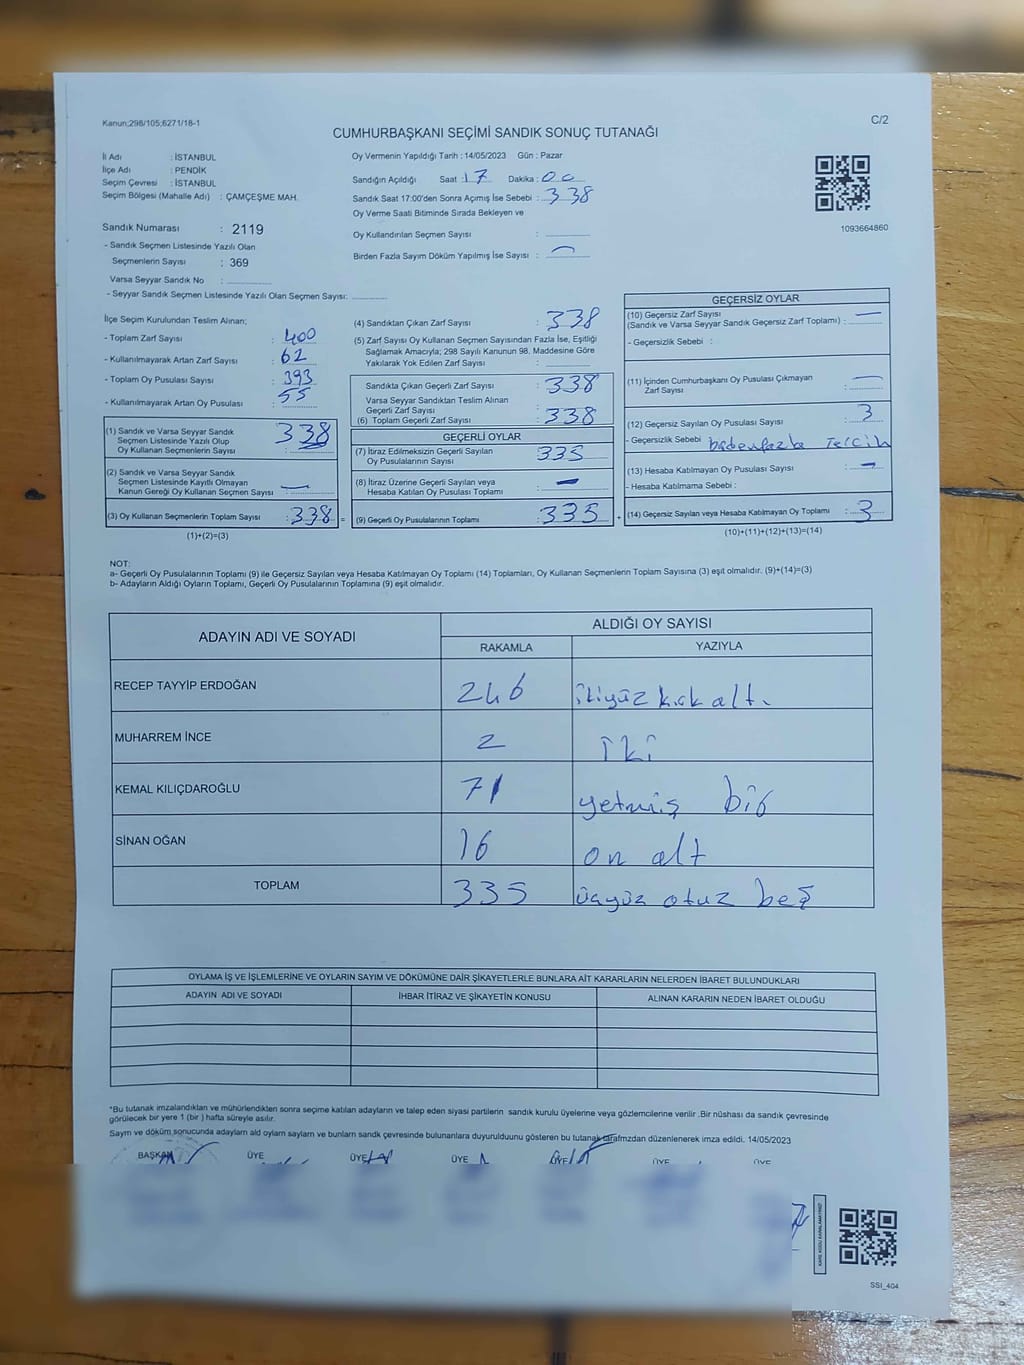 Kanun;298/105;6271/18-1
C/2
CUMHURBAŞKANI SEÇİMİ SANDIK SONUÇ TUTANAĞI
İl Adı : İSTANBUL
İlçe Adı : PENDİK
Seçim Çevresi : İSTANBUL
Seçim Bölgesi (Mahalle Adı) : ÇAMÇEŞME MAH.
Sandık Numarası : 2119
- Sandık Seçmen Listesinde Yazılı Olan
Seçmenlerin Sayısı : 369
Varsa Seyyar Sandık No :
- Seyyar Sandık Seçmen Listesinde Yazılı Olan Seçmen Sayısı:
Oy Vermenin Yapıldığı Tarih : 14/05/2023 Gün : Pazar
Sandığın Açıldığı Saat : 17 Dakika : 00
Sandık Saat 17:00'den Sonra Açımış İse Sebebi : 338
Oy Verme Saati Bitiminde Sırada Bekleyen ve
Oy Kullandırılan Seçmen Sayısı :
Birden Fazla Sayım Döküm Yapılmış İse Sayısı :
1093664860
İlçe Seçim Kurulundan Teslim Alınan;
- Toplam Zarf Sayısı : 400
- Kullanılmayarak Artan Zarf Sayısı : 62
- Toplam Oy Pusulası Sayısı : 393
- Kullanılmayarak Artan Oy Pusulası : 55
(1) Sandık ve Varsa Seyyar Sandık
Seçmen Listesinde Yazılı Olup
Oy Kullanan Seçmenlerin Sayısı : 338
(2) Sandık ve Varsa Seyyar Sandık
Seçmen Listesinde Kayıtlı Olmayan
Kanun Gereği Oy Kullanan Seçmen Sayısı : —
(3) Oy Kullanan Seçmenlerin Toplam Sayısı : 338 =
(1)+(2)=(3)
(4) Sandıktan Çıkan Zarf Sayısı : 338
(5) Zarf Sayısı Oy Kullanan Seçmen Sayısından Fazla İse, Eşitliği
Sağlamak Amacıyla; 298 Sayılı Kanunun 98. Maddesine Göre
Yakılarak Yok Edilen Zarf Sayısı :
Sandıkta Çıkan Geçerli Zarf Sayısı : 338
Varsa Seyyar Sandıktan Teslim Alınan
Geçerli Zarf Sayısı :
(6) Toplam Geçerli Zarf Sayısı : 338
GEÇERLİ OYLAR
(7) İtiraz Edilmeksizin Geçerli Sayılan
Oy Pusulalarının Sayısı : 335
(8) İtiraz Üzerine Geçerli Sayılan veya
Hesaba Katılan Oy Pusulası Toplamı : —
(9) Geçerli Oy Pusulalarının Toplamı : 335 +
GEÇERSİZ OYLAR
(10) Geçersiz Zarf Sayısı
(Sandık ve Varsa Seyyar Sandık Geçersiz Zarf Toplamı) : —
- Geçersizlik Sebebi :
(11) İçinden Cumhurbaşkanı Oy Pusulası Çıkmayan
Zarf Sayısı : —
(12) Geçersiz Sayılan Oy Pusulası Sayısı : 3
- Geçersizlik Sebebi : birdenfazla Tercih
(13) Hesaba Katılmayan Oy Pusulası Sayısı : —
- Hesaba Katılmama Sebebi :
(14) Geçersiz Sayılan veya Hesaba Katılmayan Oy Toplamı : 3
(10)+(11)+(12)+(13)=(14)
NOT:
a- Geçerli Oy Pusulalarının Toplamı (9) ile Geçersiz Sayılan veya Hesaba Katılmayan Oy Toplamı (14) Toplamları, Oy Kullanan Seçmenlerin Toplam Sayısına (3) eşit olmalıdır. (9)+(14)=(3)
b- Adayların Aldığı Oyların Toplamı, Geçerli Oy Pusulalarının Toplamına (9) eşit olmalıdır.
ADAYIN ADI VE SOYADI
ALDIĞI OY SAYISI
RAKAMLA YAZIYLA
RECEP TAYYİP ERDOĞAN 246 ikiyüz kırk altı
MUHARREM İNCE 2 İki
KEMAL KILIÇDAROĞLU 71 yetmiş bir
SİNAN OĞAN 16 on altı
TOPLAM 335 üçyüz otuz beş
OYLAMA İŞ VE İŞLEMLERİNE VE OYLARIN SAYIM VE DÖKÜMÜNE DAİR ŞİKAYETLERLE BUNLARA AİT KARARLARIN NELERDEN İBARET BULUNDUKLARI
ADAYIN ADI VE SOYADI İHBAR İTİRAZ VE ŞİKAYETİN KONUSU ALINAN KARARIN NEDEN İBARET OLDUĞU
*Bu tutanak imzalandıktan ve mühürlendikten sonra seçime katılan adayların ve talep eden siyasi partilerin sandık kurulu üyelerine veya gözlemcilerine verilir .Bir nüshası da sandık çevresinde
görülecek bir yere 1 (bir ) hafta süreyle asılır.
Sayım ve döküm sonucunda adayların ald oyların sayların ve bunların sandık çevresinde bulunanlara duyurulduunu gösteren bu tutanak tarafmzdan düzenlenerek imza edildi. 14/05/2023
BAŞKAN ÜYE ÜYE ÜYE ÜYE ÜYE ÜYE
SSI_404